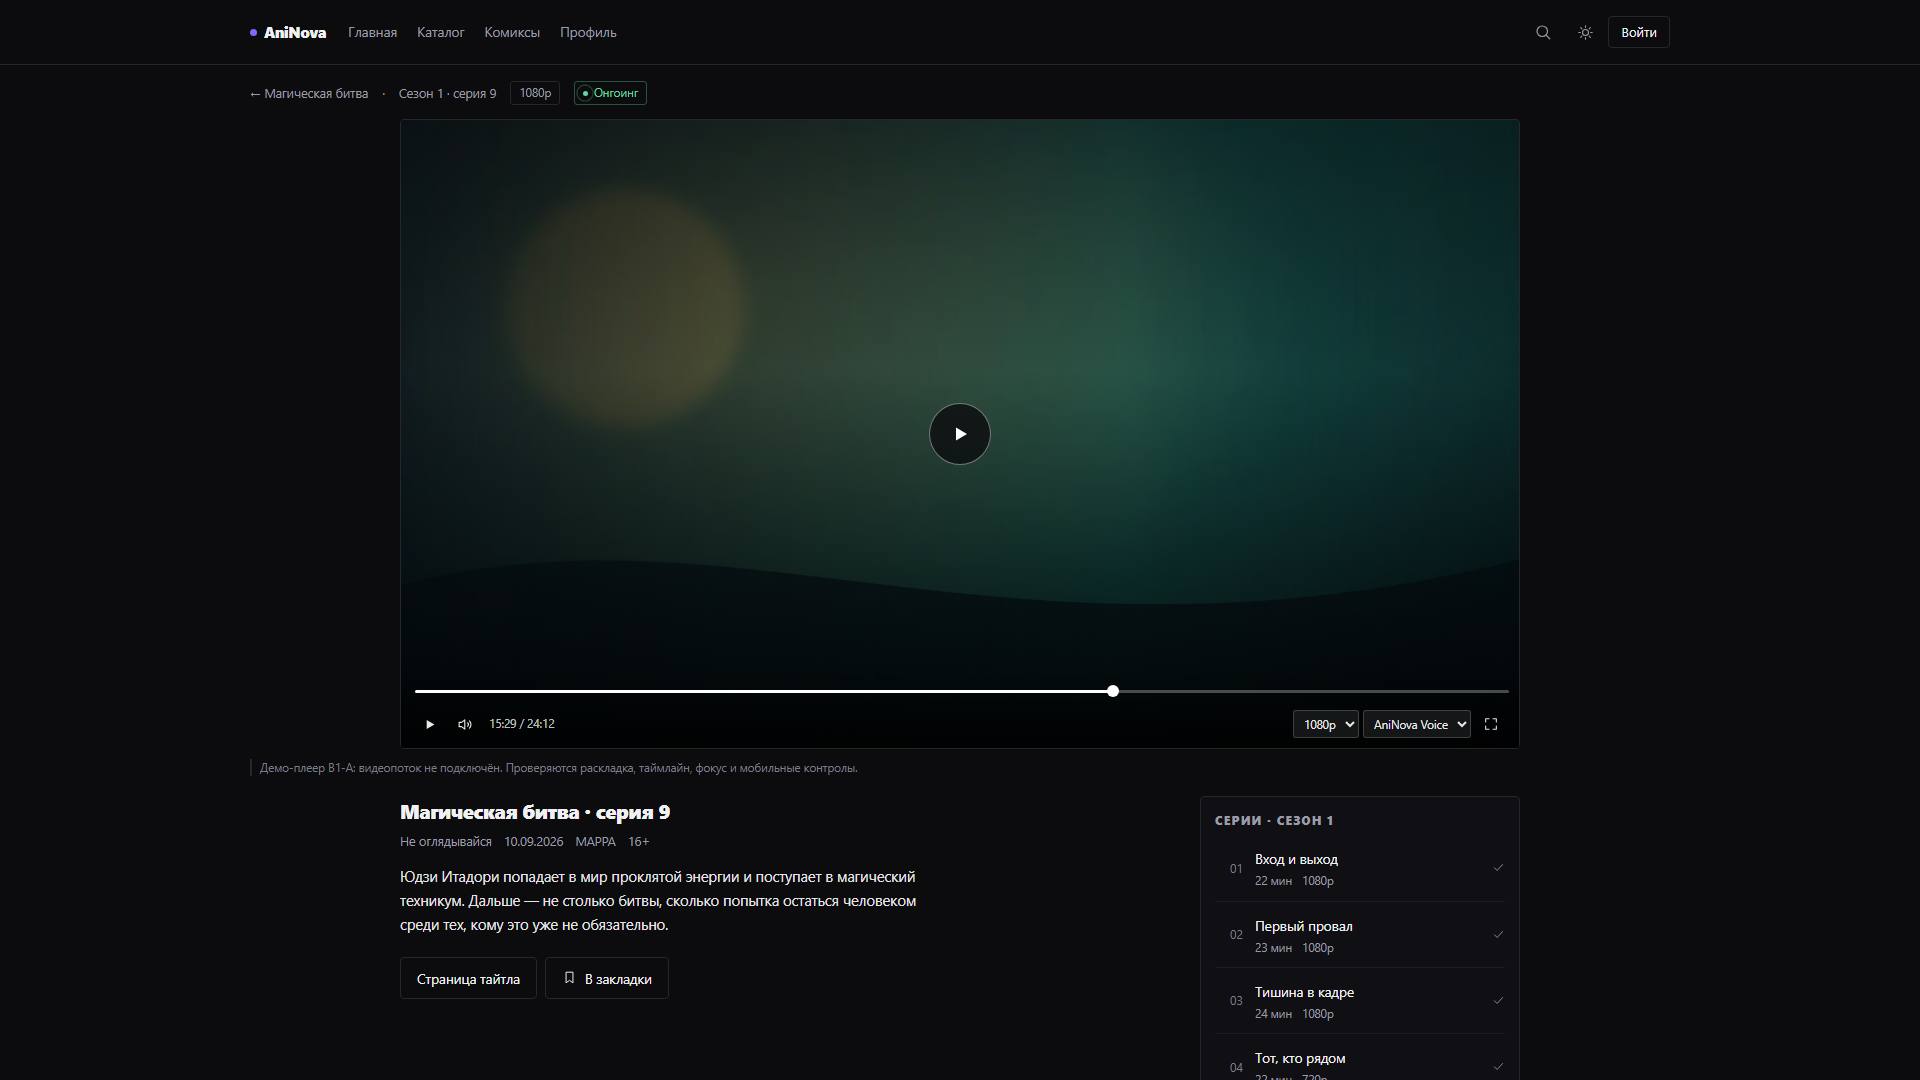 AniNova Главная Каталог Комиксы Профиль Войти
← Магическая битва · Сезон 1 · серия 9 1080p Онгоинг
15:29 / 24:12 1080p AniNova Voice
Демо-плеер B1-A: видеопоток не подключён. Проверяются раскладка, таймлайн, фокус и мобильные контролы.
Магическая битва · серия 9
Не оглядывайся 10.09.2026 MAPPA 16+
Юдзи Итадори попадает в мир проклятой энергии и поступает в магический
техникум. Дальше — не столько битвы, сколько попытка остаться человеком
среди тех, кому это уже не обязательно.
Страница тайтла В закладки
СЕРИИ · СЕЗОН 1
01 Вход и выход
22 мин 1080p
02 Первый провал
23 мин 1080p
03 Тишина в кадре
24 мин 1080p
04 Тот, кто рядом
22 мин 720p